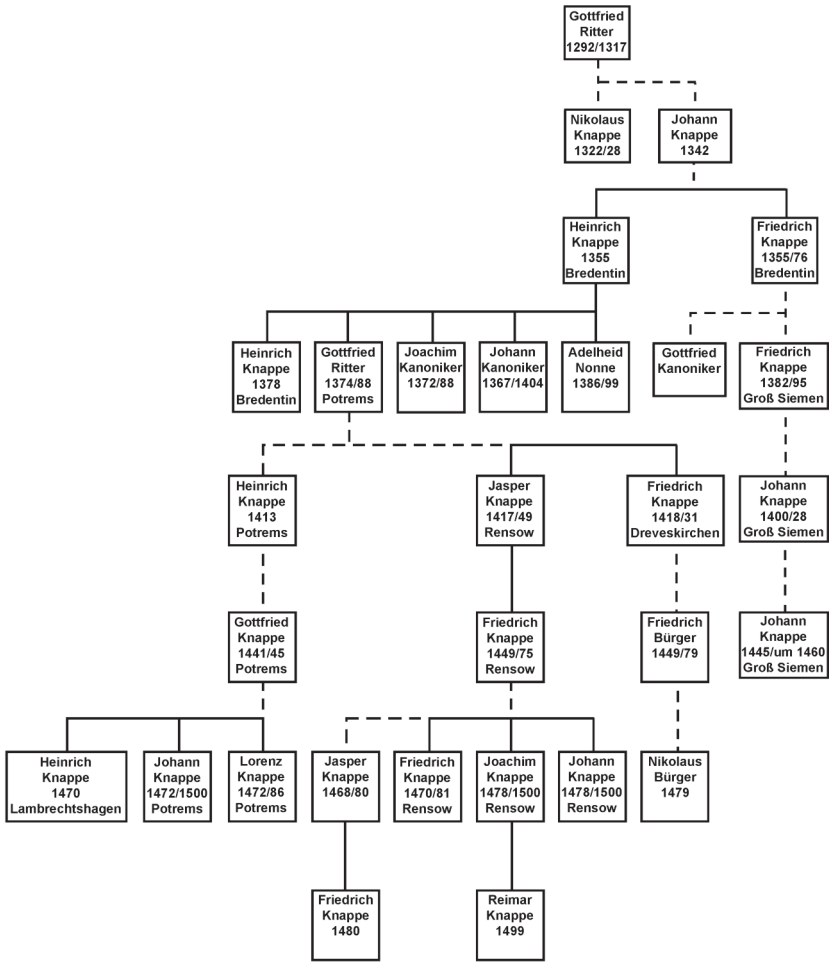 Gottfried
Ritter
1292/1317
Nikolaus
Knappe
1322/28
Johann
Knappe
1342
Heinrich
Knappe
1355
Bredentin
Friedrich
Knappe
1355/76
Bredentin
Heinrich
Knappe
1378
Bredentin
Gottfried
Ritter
1374/88
Potrems
Joachim
Kanoniker
1372/88
Johann
Kanoniker
1367/1404
Adelheid
Nonne
1386/99
Gottfried
Kanoniker
Friedrich
Knappe
1382/95
Groß Siemen
Heinrich
Knappe
1413
Potrems
Jasper
Knappe
1417/49
Rensow
Friedrich
Knappe
1418/31
Dreveskirchen
Johann
Knappe
1400/28
Groß Siemen
Gottfried
Knappe
1441/45
Potrems
Friedrich
Knappe
1449/75
Rensow
Friedrich
Bürger
1449/79
Johann
Knappe
1445/um 1460
Groß Siemen
Heinrich
Knappe
1470
Lambrechtshagen
Johann
Knappe
1472/1500
Potrems
Lorenz
Knappe
1472/86
Potrems
Jasper
Knappe
1468/80
Friedrich
Knappe
1470/81
Rensow
Joachim
Knappe
1478/1500
Rensow
Johann
Knappe
1478/1500
Rensow
Nikolaus
Bürger
1479
Friedrich
Knappe
1480
Reimar
Knappe
1499